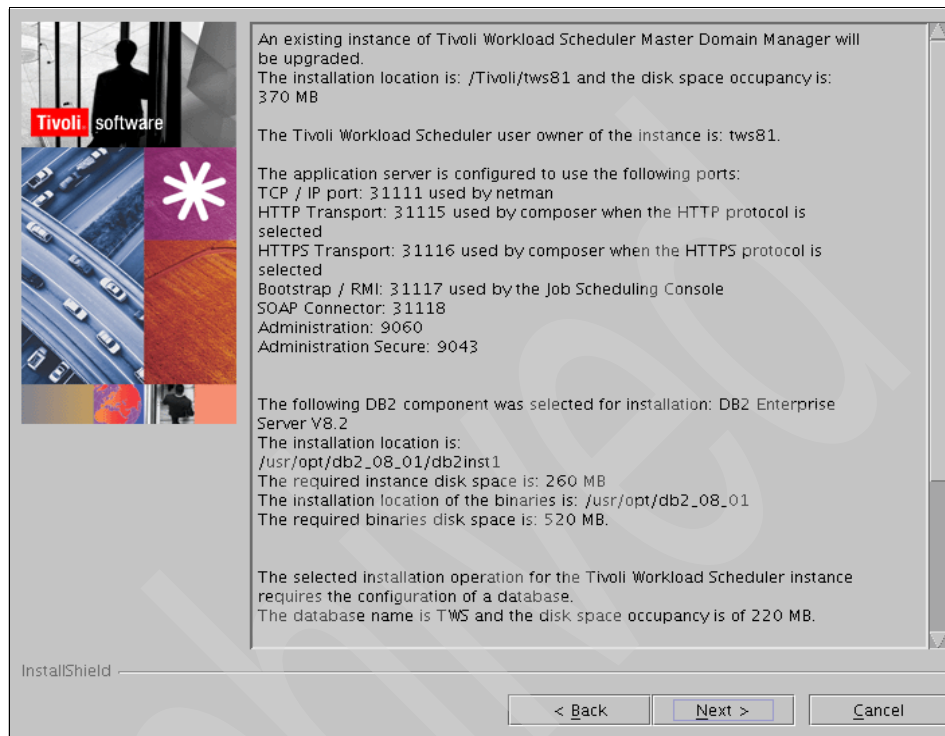 Tivoli software
An existing instance of Tivoli Workload Scheduler Master Domain Manager will
be upgraded.
The installation location is: /Tivoli/tws81 and the disk space occupancy is:
370 MB
The Tivoli Workload Scheduler user owner of the instance is: tws81.
The application server is configured to use the following ports:
TCP / IP port: 31111 used by netman
HTTP Transport: 31115 used by composer when the HTTP protocol is
selected
HTTPS Transport: 31116 used by composer when the HTTPS protocol is
selected
Bootstrap / RMI: 31117 used by the Job Scheduling Console
SOAP Connector: 31118
Administration: 9060
Administration Secure: 9043
The following DB2 component was selected for installation: DB2 Enterprise
Server V8.2
The installation location is:
/usr/opt/db2_08_01/db2inst1
The required instance disk space is: 260 MB
The installation location of the binaries is: /usr/opt/db2_08_01
The required binaries disk space is: 520 MB.
The selected installation operation for the Tivoli Workload Scheduler instance
requires the configuration of a database.
The database name is TWS and the disk space occupancy is of 220 MB.
InstallShield
< Back
Next >
Cancel